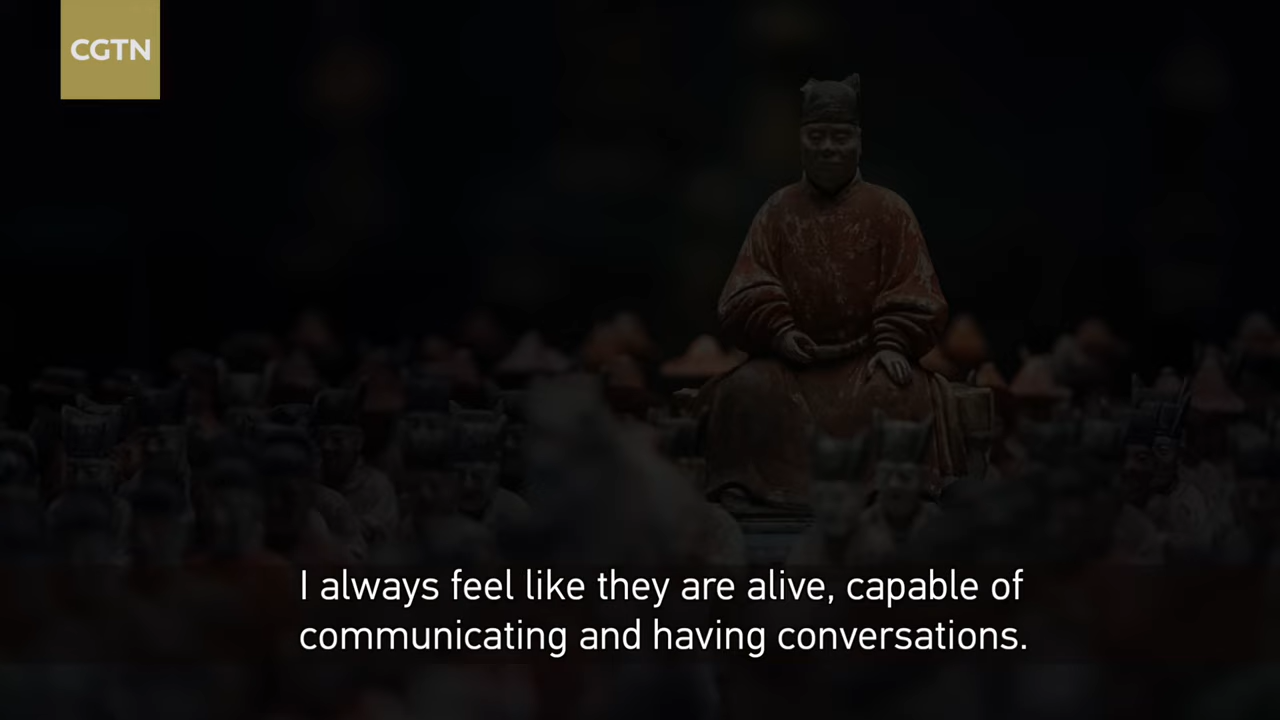 CGTN
I always feel like they are alive, capable of
communicating and having conversations.